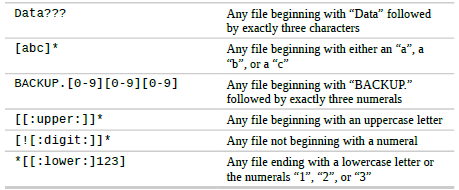 Data??? Any file beginning with “Data” followed
by exactly three characters
[abc]* Any file beginning with either an “a”, a
“b”, or a “c”
BACKUP.[0-9][0-9][0-9] Any file beginning with “BACKUP.”
followed by exactly three numerals
[[:upper:]]* Any file beginning with an uppercase letter
[![:digit:]]* Any file not beginning with a numeral
*[[:lower:]123] Any file ending with a lowercase letter or
the numerals “1”, “2”, or “3”